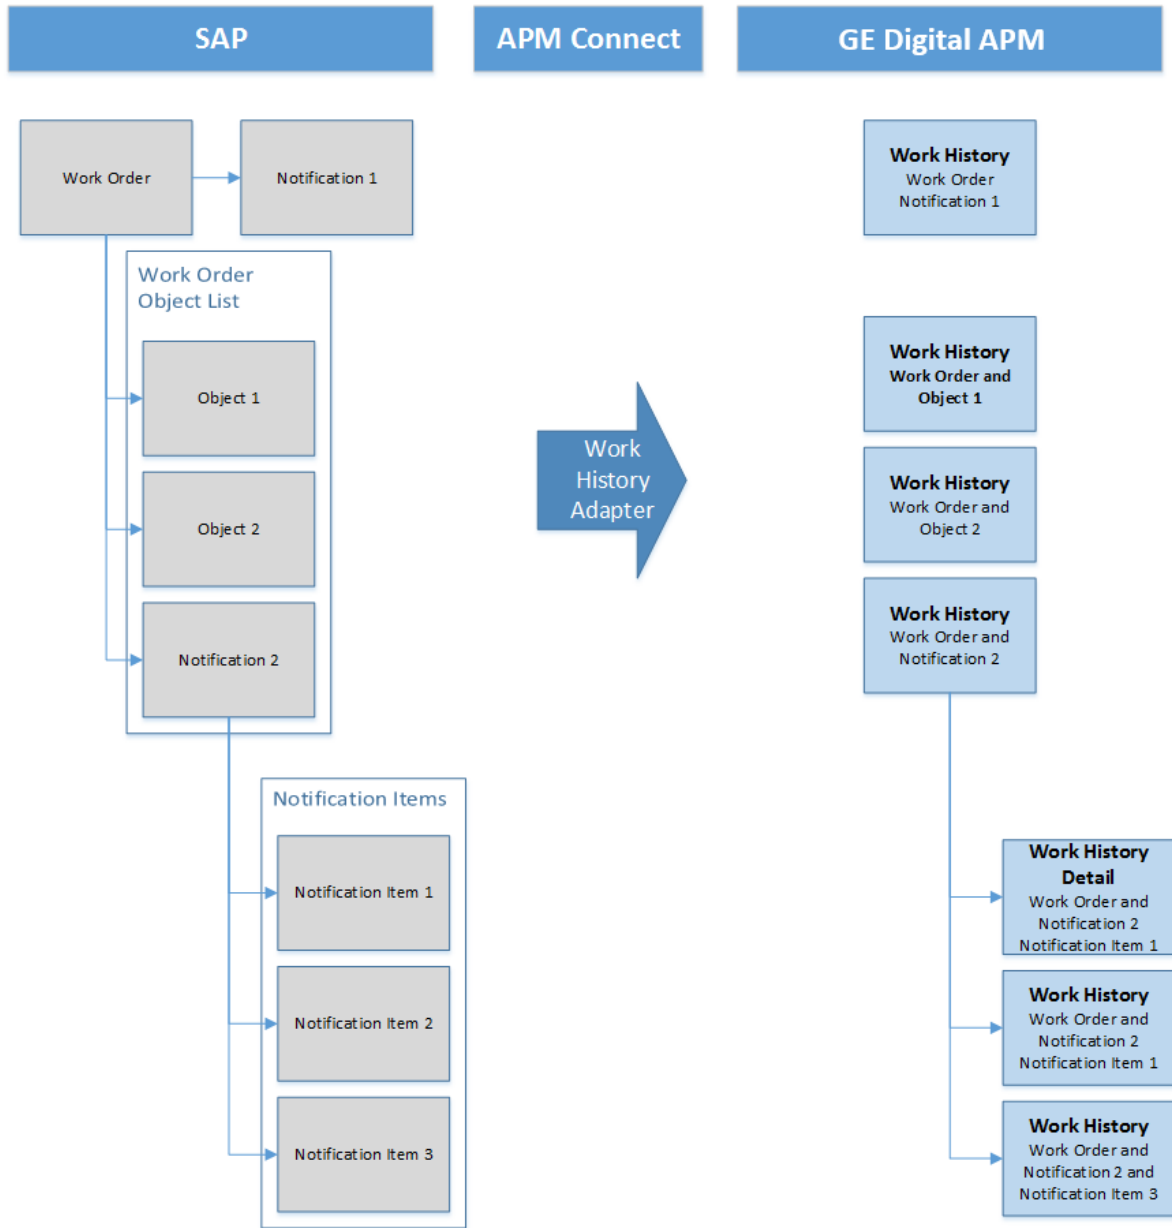 SAP
APM Connect
GE Digital APM
Work Order
Notification 1
Work History
Work Order
Notification 1
Work Order
Object List
Object 1
Object 2
Notification 2
Work
History
Adapter
Work History
Work Order and
Object 1
Work History
Work Order and
Object 2
Work History
Work Order and
Notification 2
Notification Items
Notification Item 1
Notification Item 2
Notification Item 3
Work History
Detail
Work Order and
Notification 2
Notification Item 1
Work History
Work Order and
Notification 2
Notification Item 1
Work History
Work Order and
Notification 2 and
Notification Item 3